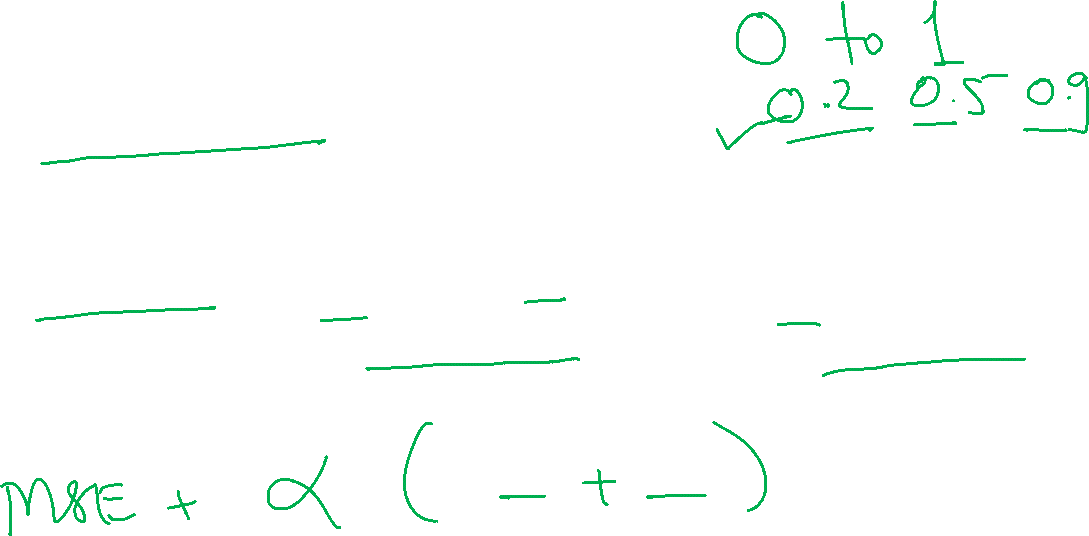 0 to 1
0.2 0.5 0.9
MSE + α ( _ + _ )